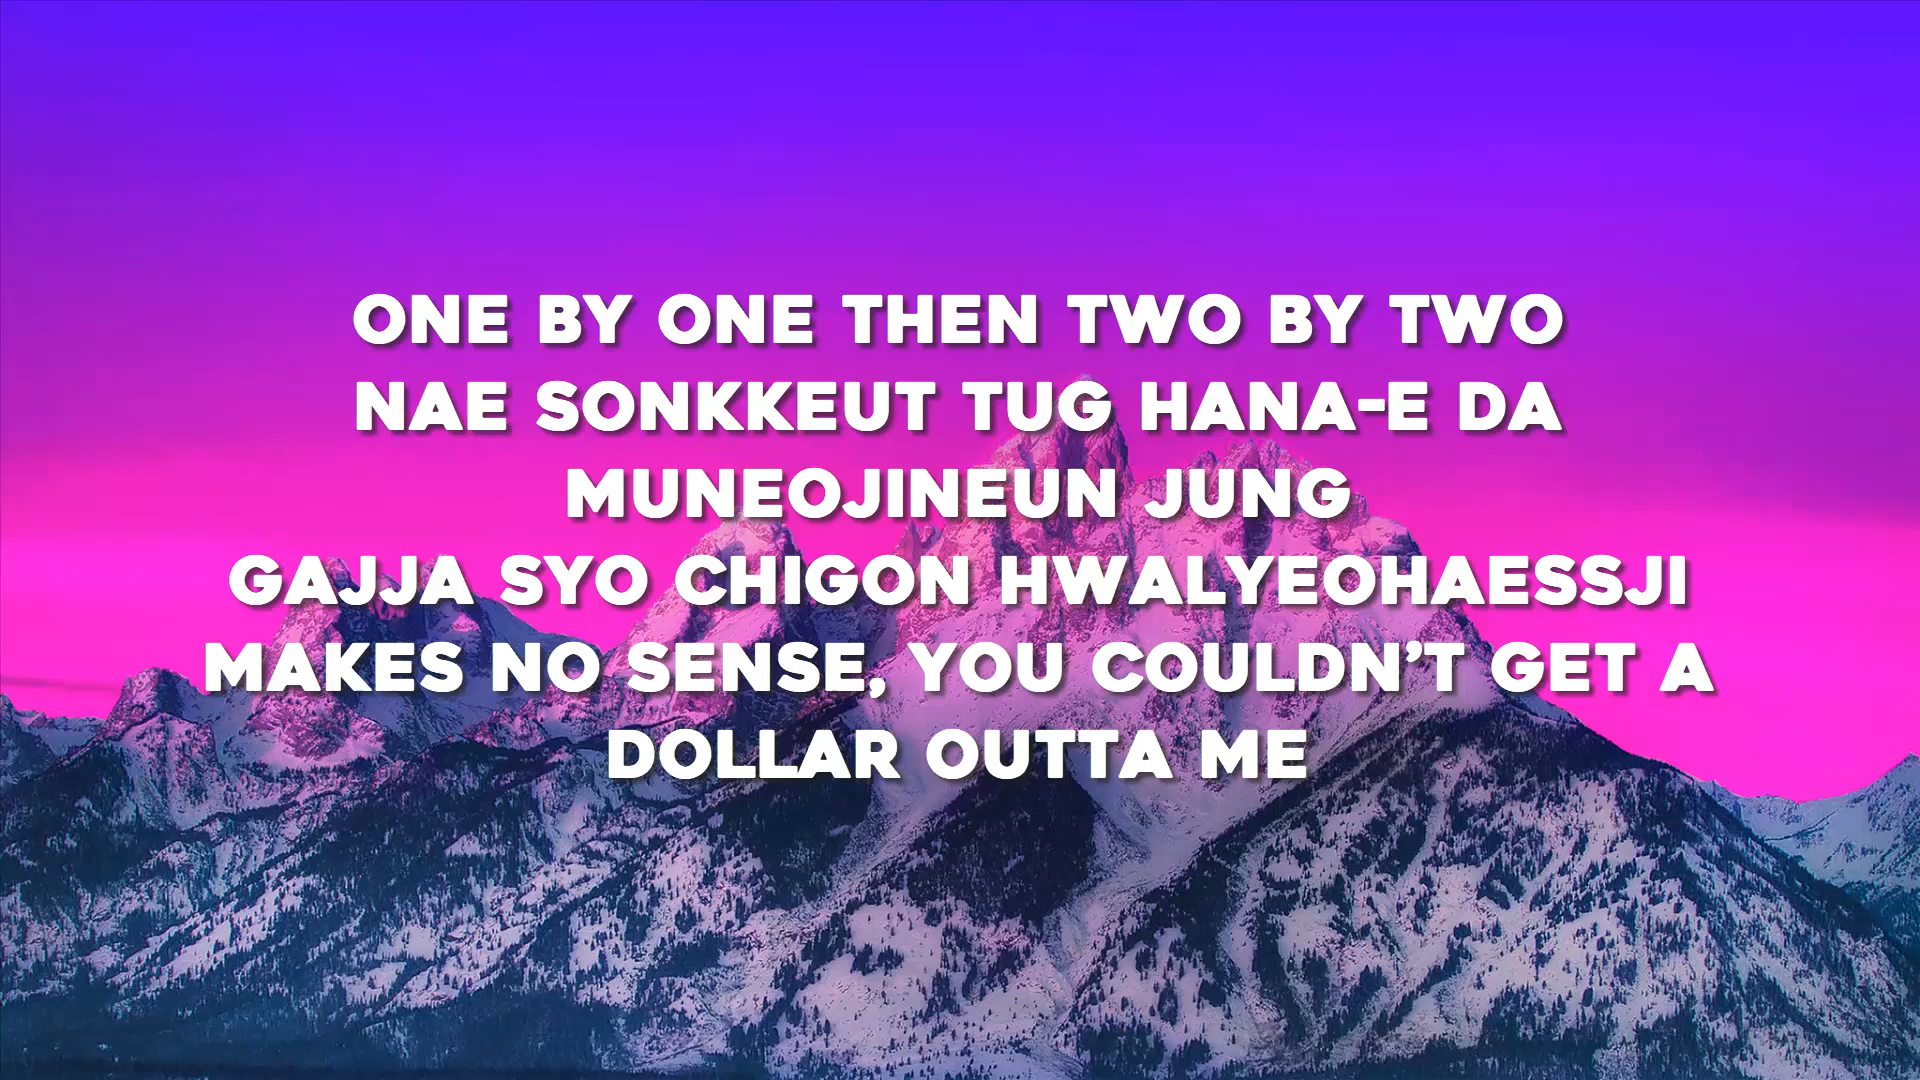 ONE BY ONE THEN TWO BY TWO
NAE SONKKEUT TUG HANA-E DA
MUNEOJINEUN JUNG
GAJJA SYO CHIGON HWALYEOHAESSJI
MAKES NO SENSE, YOU COULDN'T GET A
DOLLAR OUTTA ME